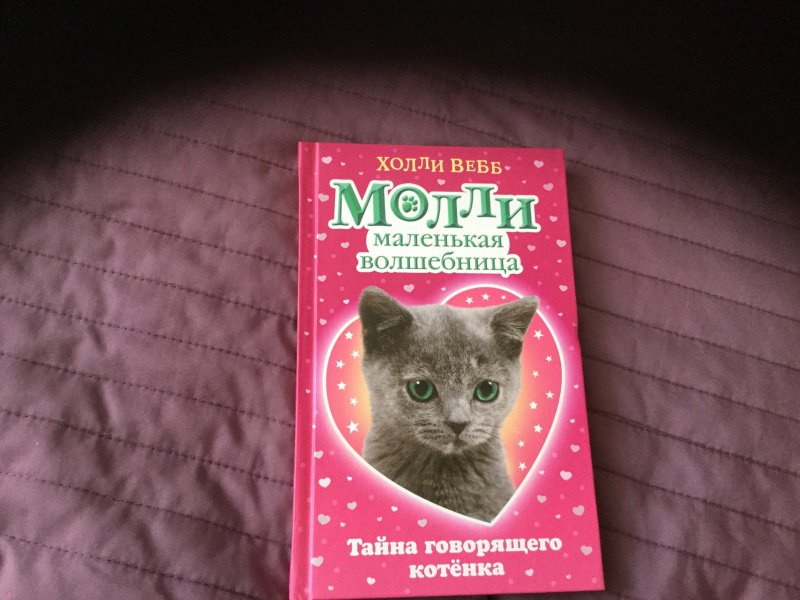 ХОЛЛИ ВЕББ
МОЛЛИ
маленькая
волшебница
Тайна говорящего
котёнка